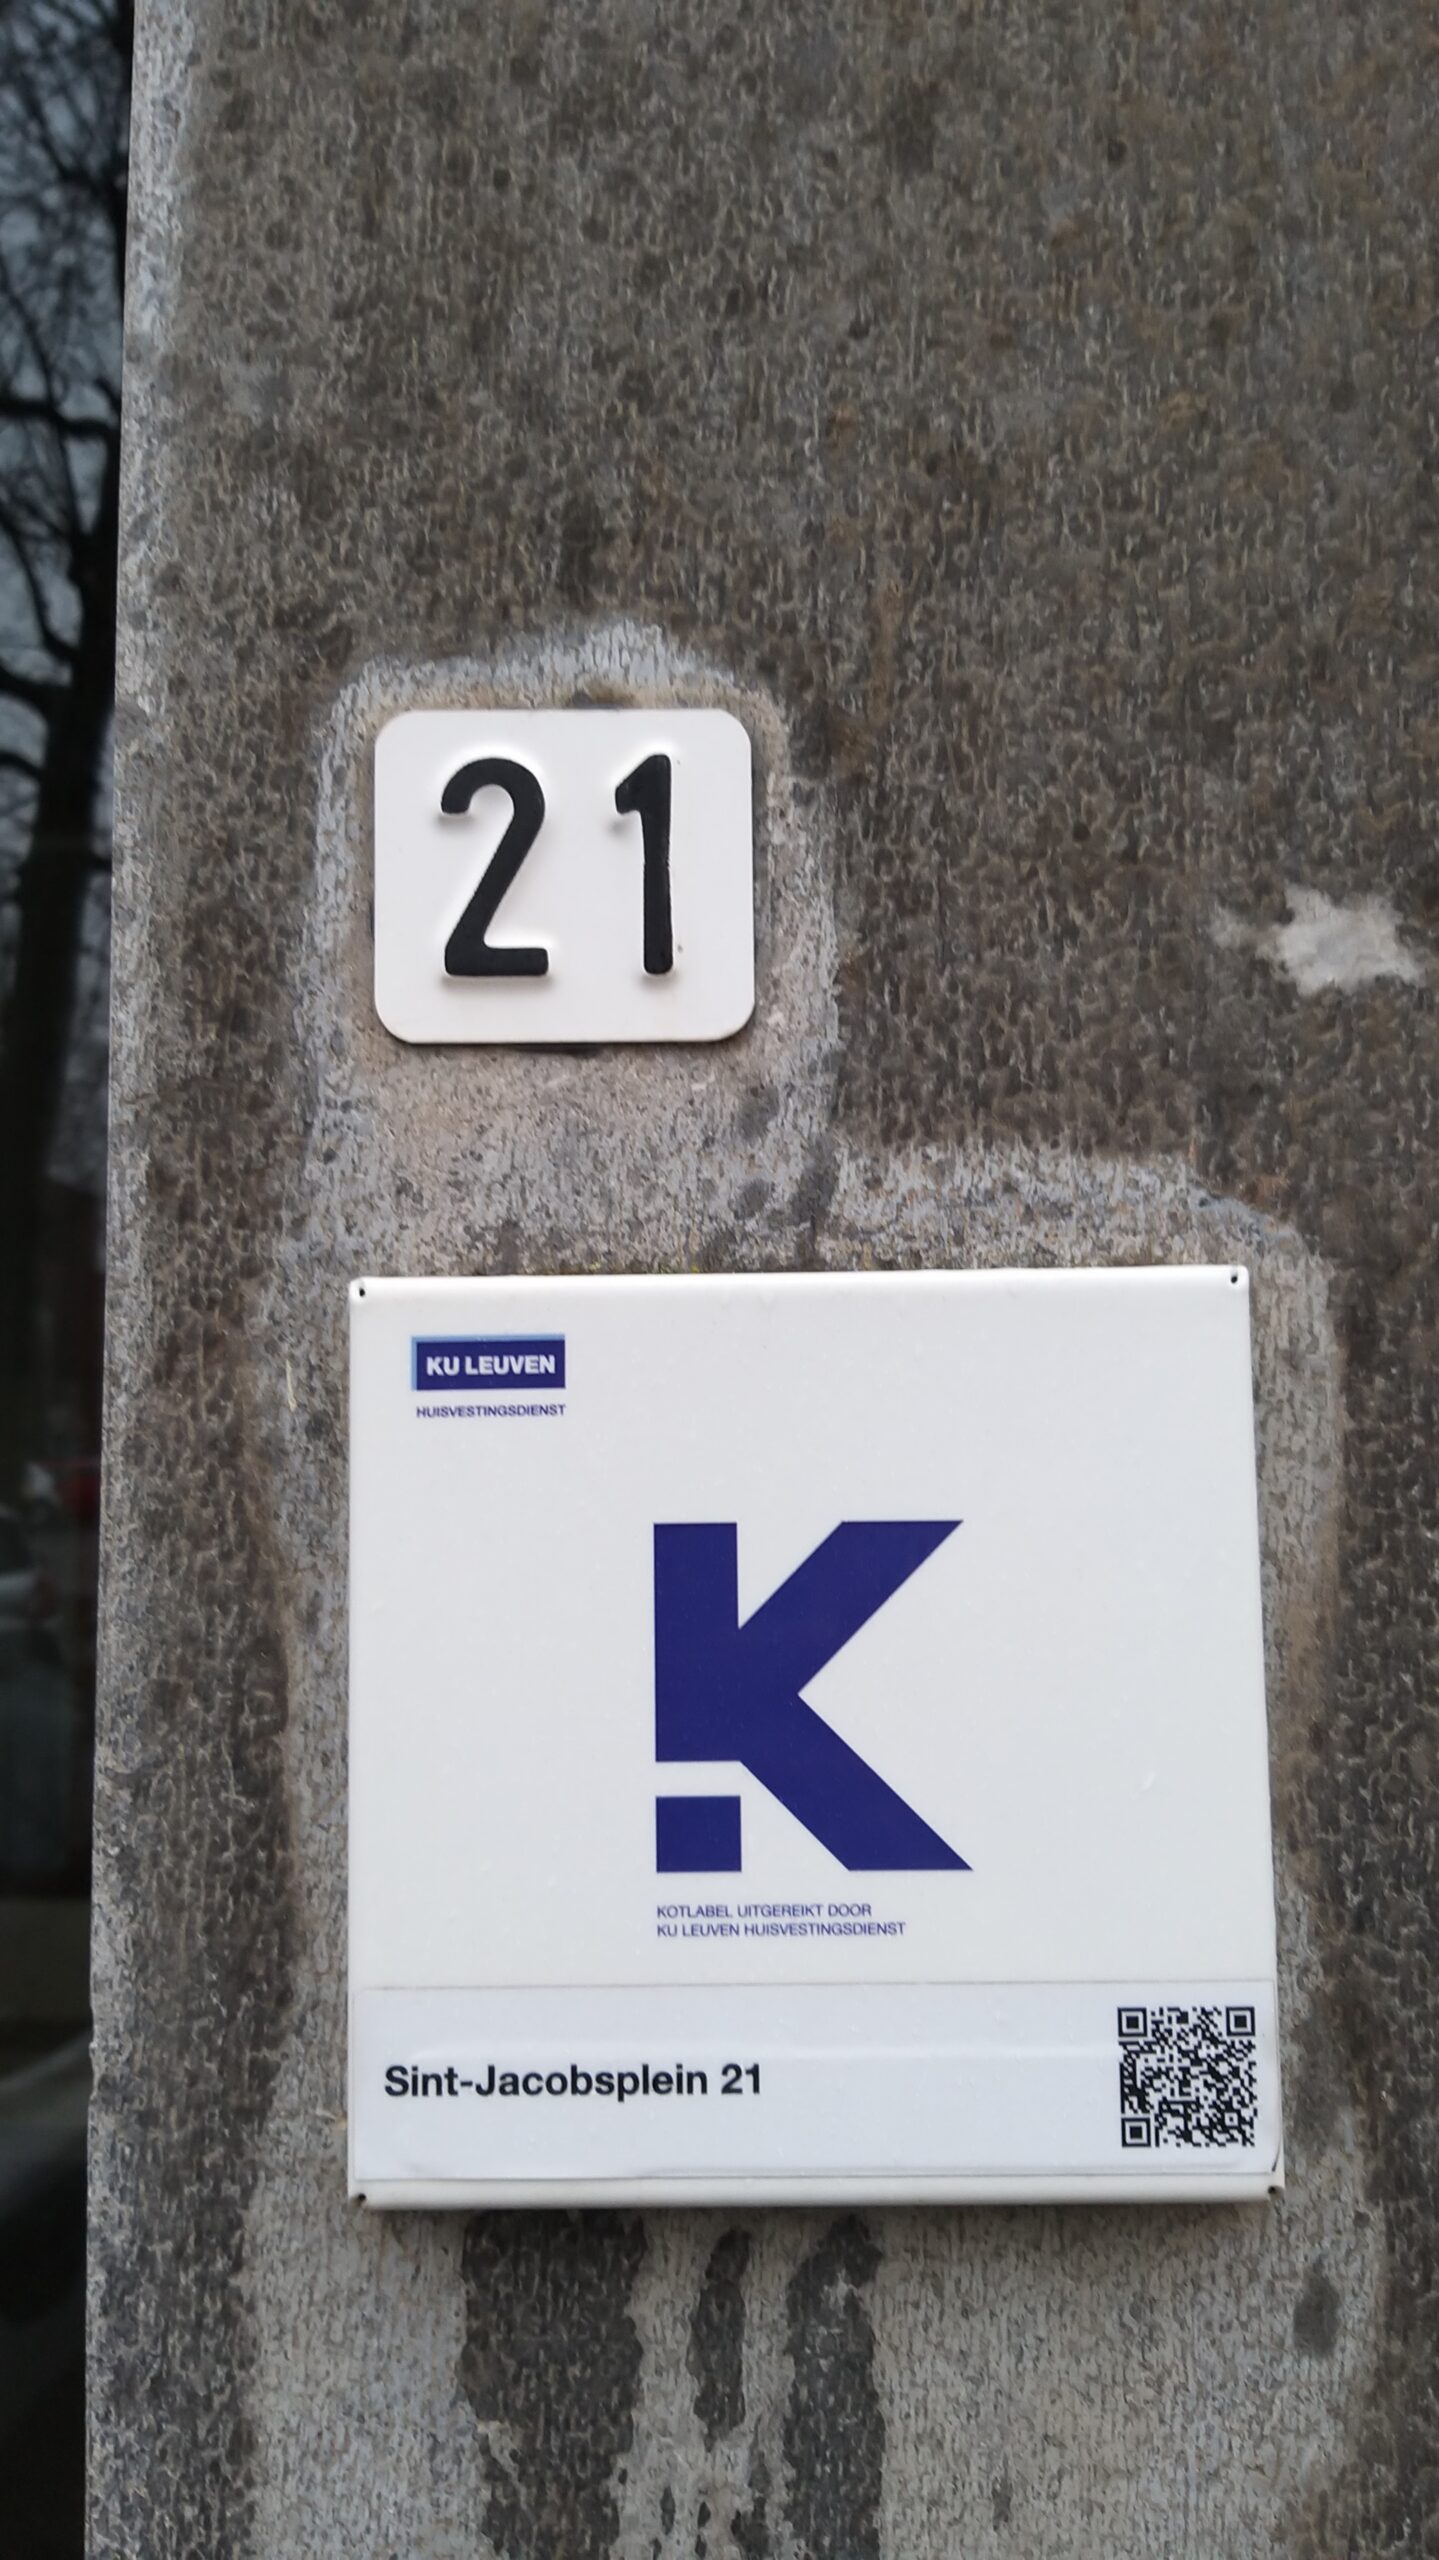 21
KU LEUVEN
HUISVESTINGSDIENST
K
KOTLABEL UITGEREIKT DOOR
KU LEUVEN HUISVESTINGSDIENST
Sint-Jacobsplein 21